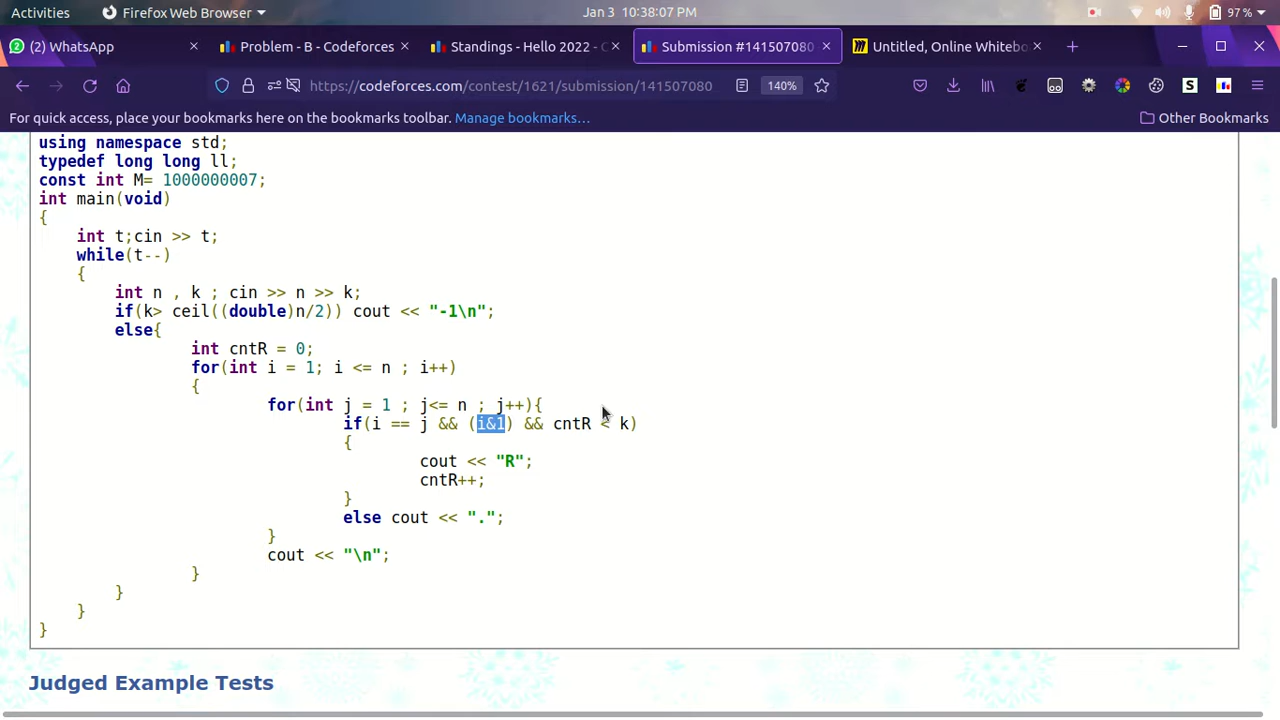 Activities Firefox Web Browser Jan 3 10:38:07 PM 97 %
(2) WhatsApp Problem - B - Codeforces Standings - Hello 2022 - C Submission #141507080 Untitled, Online Whitebo
https://codeforces.com/contest/1621/submission/141507080 140%
For quick access, place your bookmarks here on the bookmarks toolbar. Manage bookmarks… Other Bookmarks
using namespace std;
typedef long long ll;
const int M= 1000000007;
int main(void)
{
int t;cin >> t;
while(t--)
{
int n , k ; cin >> n >> k;
if(k> ceil((double)n/2)) cout << "-1\n";
else{
int cntR = 0;
for(int i = 1; i <= n ; i++)
{
for(int j = 1 ; j<= n ; j++){
if(i == j && (i&1) && cntR < k)
{
cout << "R";
cntR++;
}
else cout << ".";
}
cout << "\n";
}
}
}
}
Judged Example Tests